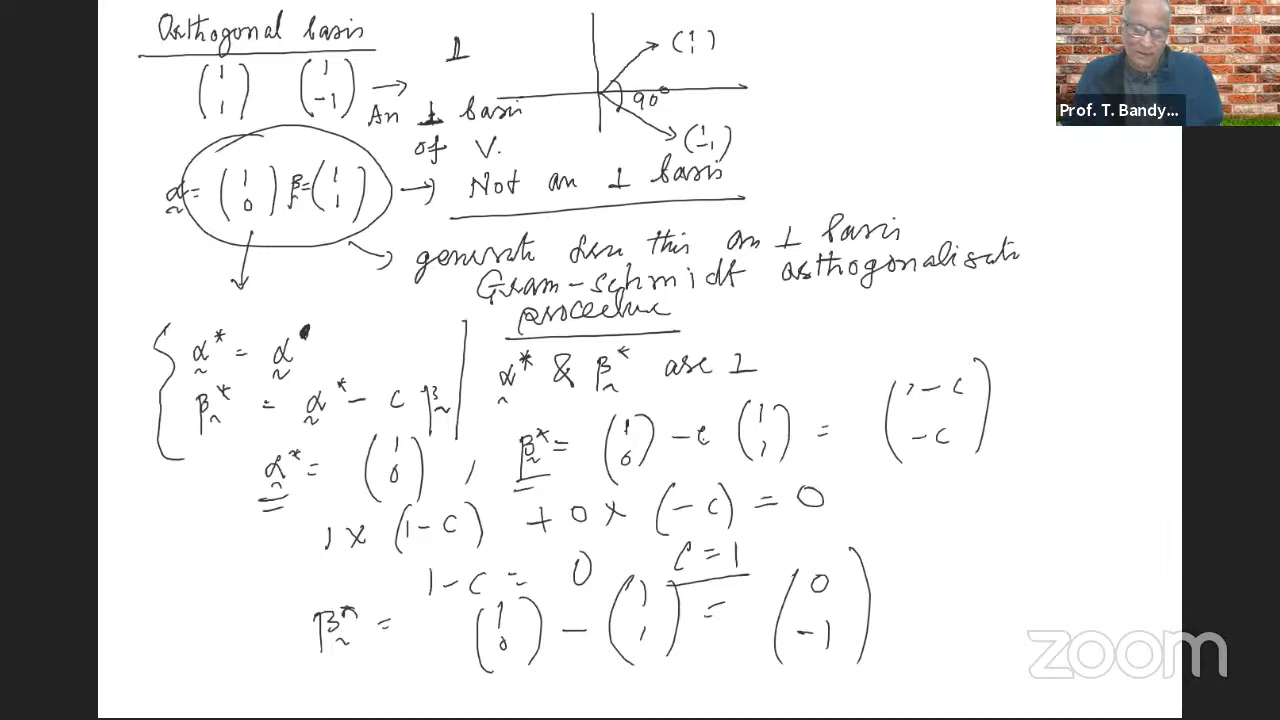 Orthogonal basis
⊥
(1 1) (1 -1) → An ⊥ basis of V.
(1 1)
90°
(1 -1)
α = (1 0) β = (1 1) → Not an ⊥ basis
generate from this an ⊥ basis
Gram-schmidt orthogonalisati
procedure
α* = α
β* = α* - c β
α* & β* are ⊥
α* = (1 0) , β* = (1 0) - c (1 1) = (1-c -c)
1 × (1-c) + 0 × (-c) = 0
1-c = 0 c = 1
β* = (1 0) - (1 1) = (0 -1)
Prof. T. Bandy...
zoom